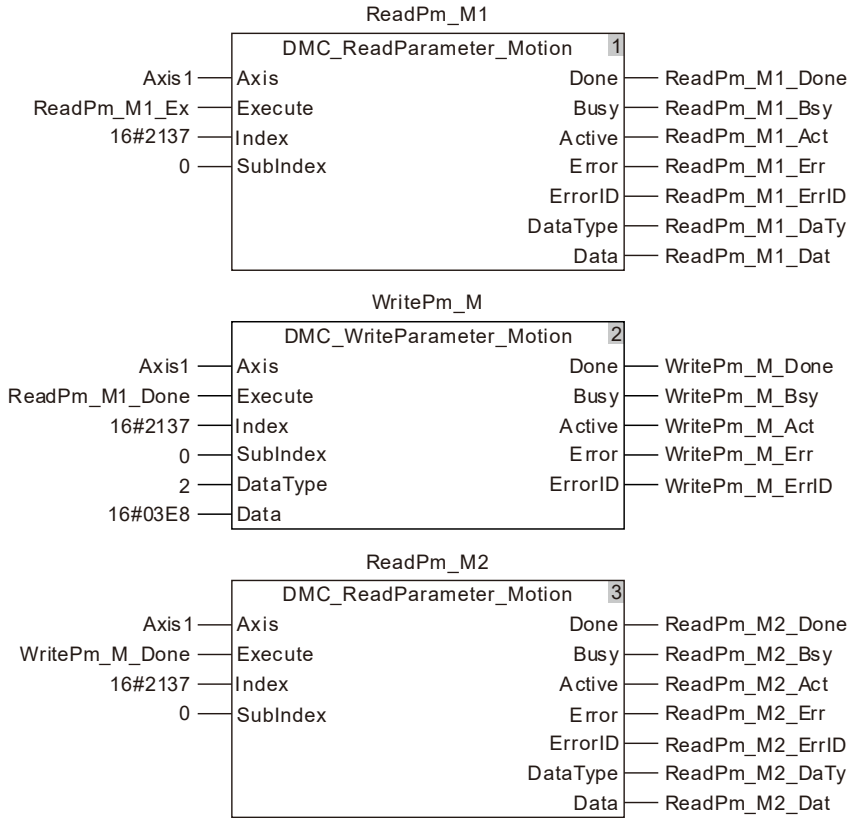 ReadPm_M1
DMC_ReadParameter_Motion 1
Axis1 Axis Done ReadPm_M1_Done
ReadPm_M1_Ex Execute Busy ReadPm_M1_Bsy
16#2137 Index Active ReadPm_M1_Act
0 SubIndex Error ReadPm_M1_Err
ErrorID ReadPm_M1_ErrID
DataType ReadPm_M1_DaTy
Data ReadPm_M1_Dat
WritePm_M
DMC_WriteParameter_Motion 2
Axis1 Axis Done WritePm_M_Done
ReadPm_M1_Done Execute Busy WritePm_M_Bsy
16#2137 Index Active WritePm_M_Act
0 SubIndex Error WritePm_M_Err
2 DataType ErrorID WritePm_M_ErrID
16#03E8 Data
ReadPm_M2
DMC_ReadParameter_Motion 3
Axis1 Axis Done ReadPm_M2_Done
WritePm_M_Done Execute Busy ReadPm_M2_Bsy
16#2137 Index Active ReadPm_M2_Act
0 SubIndex Error ReadPm_M2_Err
ErrorID ReadPm_M2_ErrID
DataType ReadPm_M2_DaTy
Data ReadPm_M2_Dat